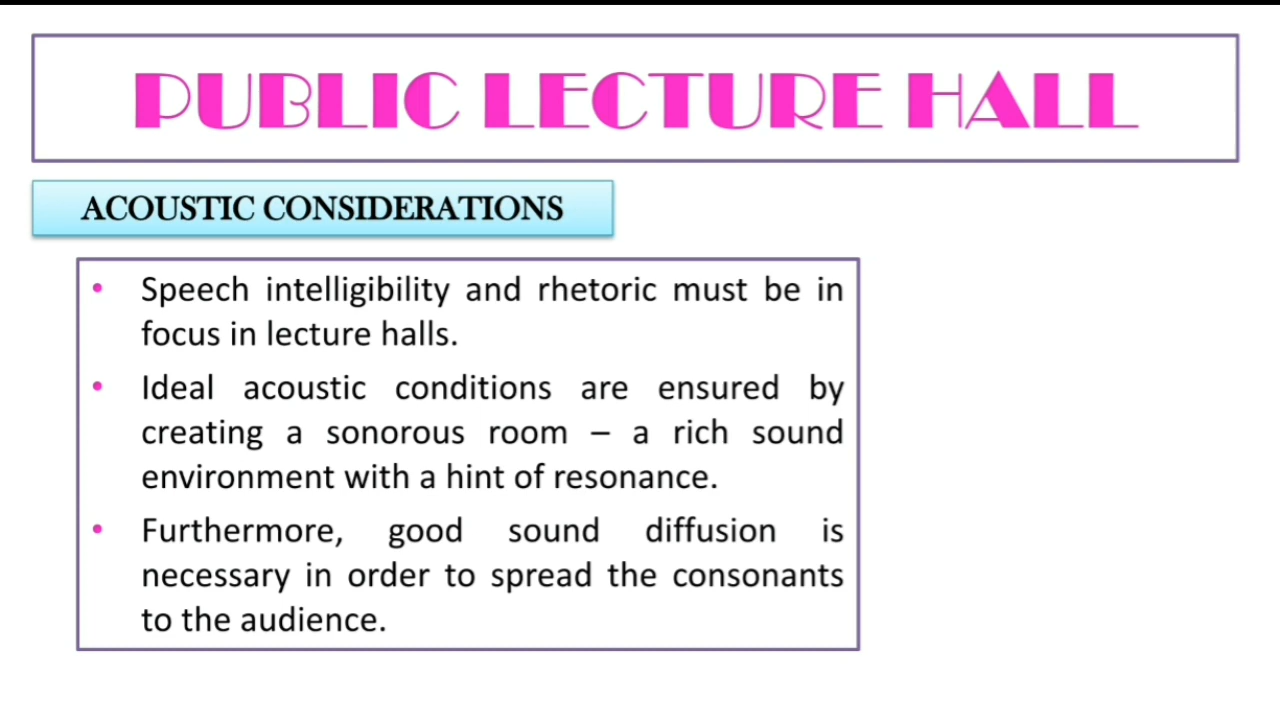 PUBLIC LECTURE HALL
ACOUSTIC CONSIDERATIONS
• Speech intelligibility and rhetoric must be in
focus in lecture halls.
• Ideal acoustic conditions are ensured by
creating a sonorous room – a rich sound
environment with a hint of resonance.
• Furthermore, good sound diffusion is
necessary in order to spread the consonants
to the audience.